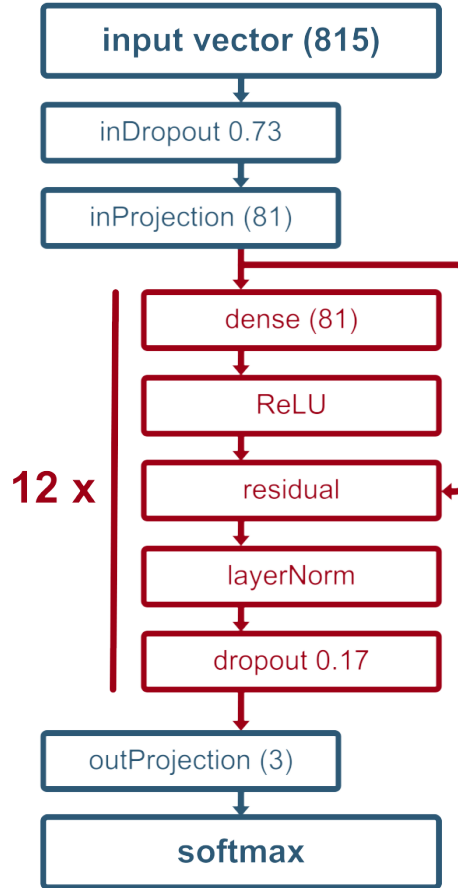 input vector (815)
inDropout 0.73
inProjection (81)
dense (81)
ReLU
12 x
residual
layerNorm
dropout 0.17
outProjection (3)
softmax